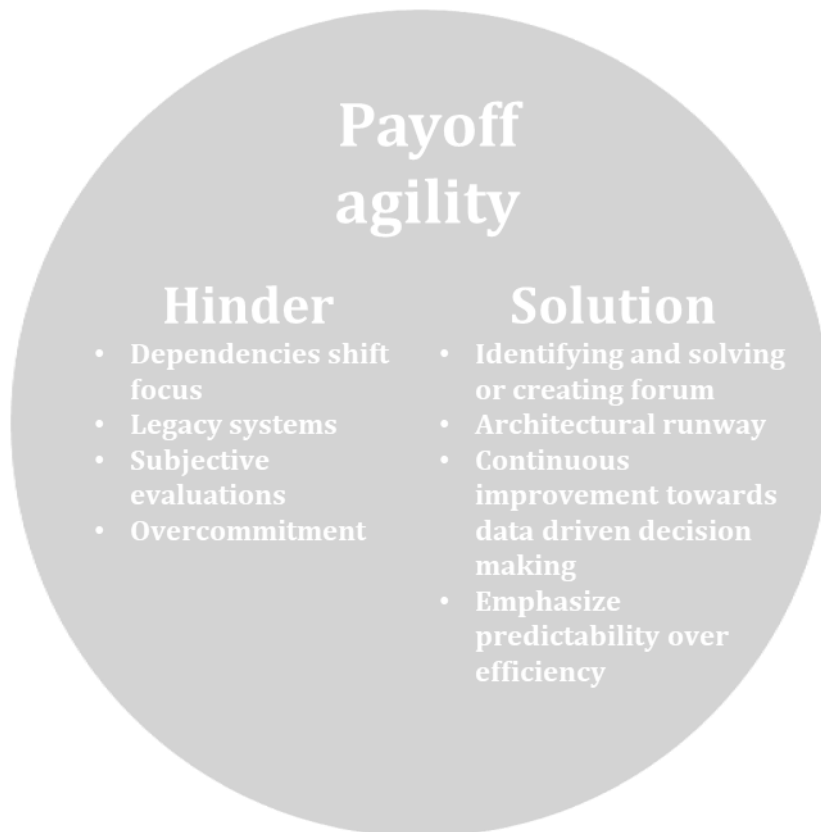 Payoff
agility
Hinder
• Dependencies shift
focus
• Legacy systems
• Subjective
evaluations
• Overcommitment
Solution
• Identifying and solving
or creating forum
• Architectural runway
• Continuous
improvement towards
data driven decision
making
• Emphasize
predictability over
efficiency